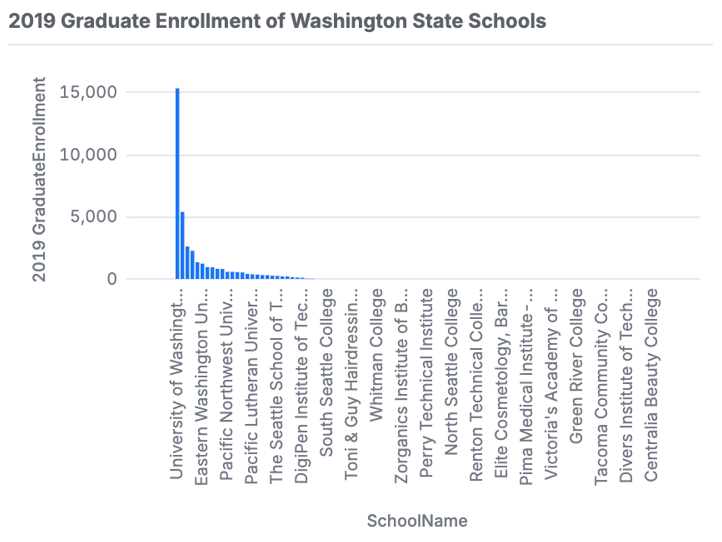 2019 Graduate Enrollment of Washington State Schools
2019 GraduateEnrollment
15,000
10,000
5,000
0
University of Washingt...
Eastern Washington Un...
Pacific Northwest Univ...
Pacific Lutheran Univer...
The Seattle School of T...
DigiPen Institute of Tec...
South Seattle College
Toni & Guy Hairdressin...
Whitman College
Zorganics Institute of B...
Perry Technical Institute
North Seattle College
Renton Technical Colle...
Elite Cosmetology, Bar...
Pima Medical Institute-...
Victoria's Academy of ...
Green River College
Tacoma Community Co...
Divers Institute of Tech...
Centralia Beauty College
SchoolName